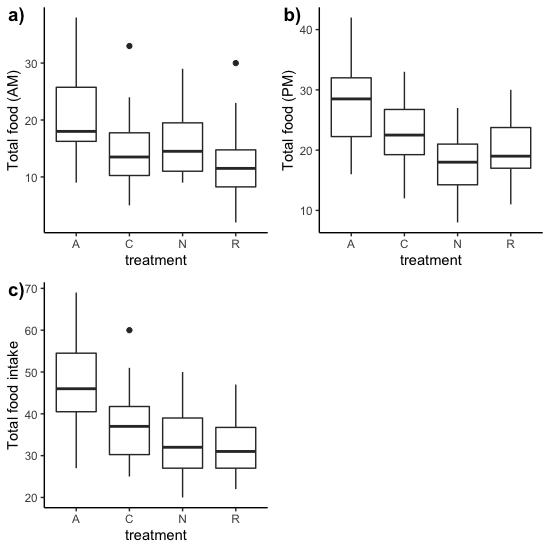 a)
Total food (AM)
30
20
10
A C N R
treatment
b)
Total food (PM)
40
30
20
10
A C N R
treatment
c)
Total food intake
70
60
50
40
30
20
A C N R
treatment